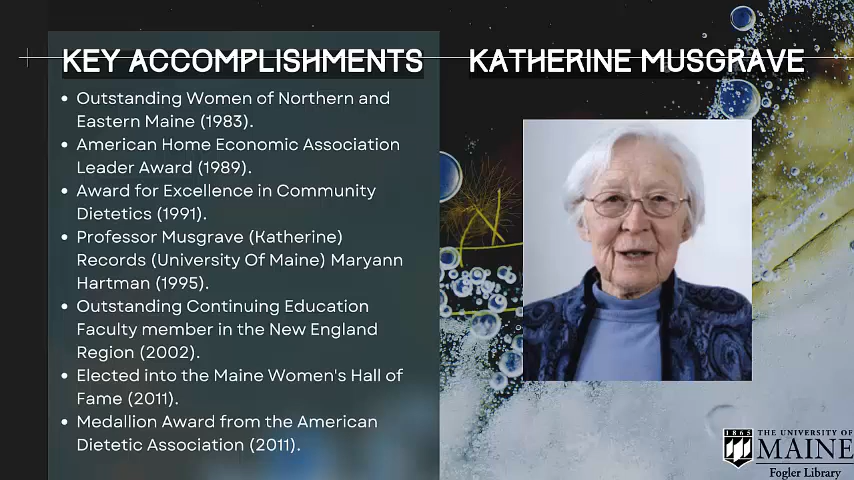 KEY ACCOMPLISHMENTS
• Outstanding Women of Northern and
Eastern Maine (1983).
• American Home Economic Association
Leader Award (1989).
• Award for Excellence in Community
Dietetics (1991).
• Professor Musgrave (Katherine)
Records (University Of Maine) Maryann
Hartman (1995).
• Outstanding Continuing Education
Faculty member in the New England
Region (2002).
• Elected into the Maine Women's Hall of
Fame (2011).
• Medallion Award from the American
Dietetic Association (2011).
KATHERINE MUSGRAVE
1865
THE UNIVERSITY OF
MAINE
Fogler Library